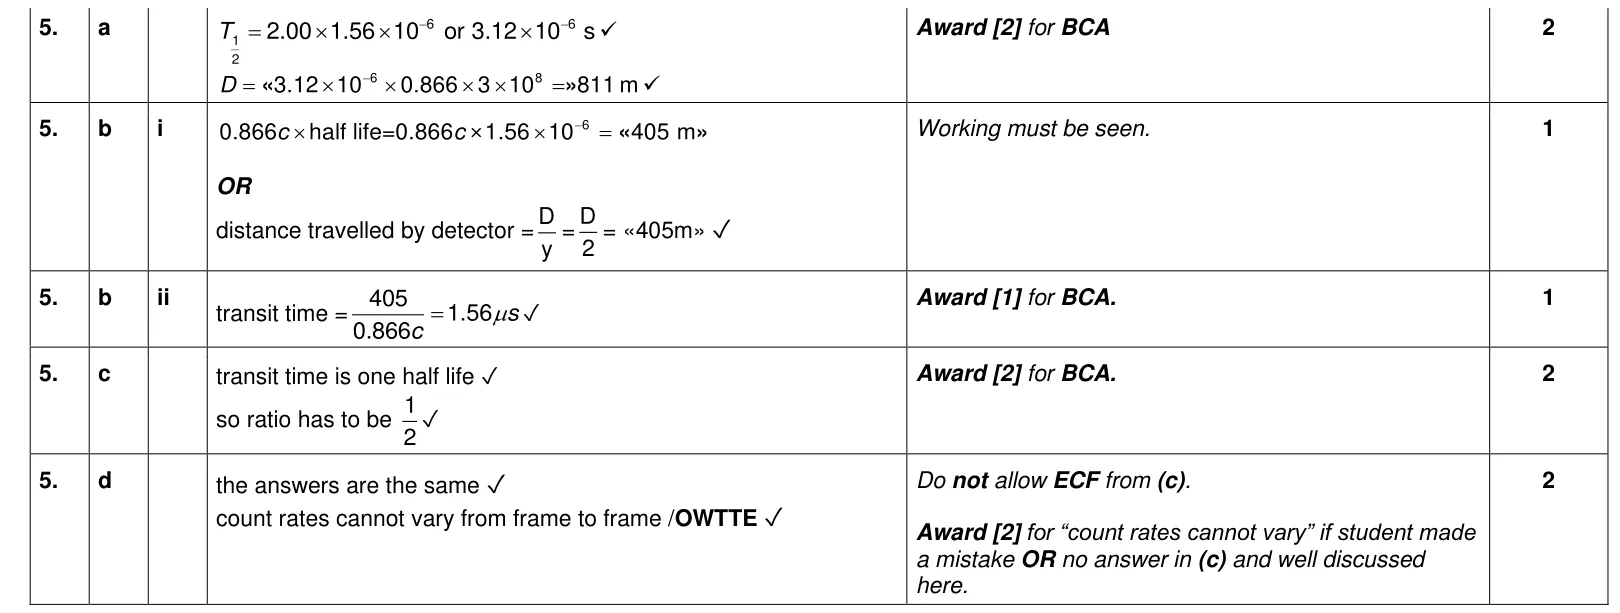 5. a T½ = 2.00 × 1.56 × 10⁻⁶ or 3.12 × 10⁻⁶ s ✓ Award [2] for BCA 2
D = «3.12 × 10⁻⁶ × 0.866 × 3 × 10⁸ =»811 m ✓
5. b i 0.866c × half life=0.866c × 1.56 × 10⁻⁶ = «405 m» Working must be seen. 1
OR
distance travelled by detector = D/y = D/2 = «405m» ✓
5. b ii transit time = 405/0.866c = 1.56μs ✓ Award [1] for BCA. 1
5. c transit time is one half life ✓ Award [2] for BCA. 2
so ratio has to be 1/2 ✓
5. d the answers are the same ✓ Do not allow ECF from (c). 2
count rates cannot vary from frame to frame /OWTTE ✓
Award [2] for “count rates cannot vary” if student made
a mistake OR no answer in (c) and well discussed
here.